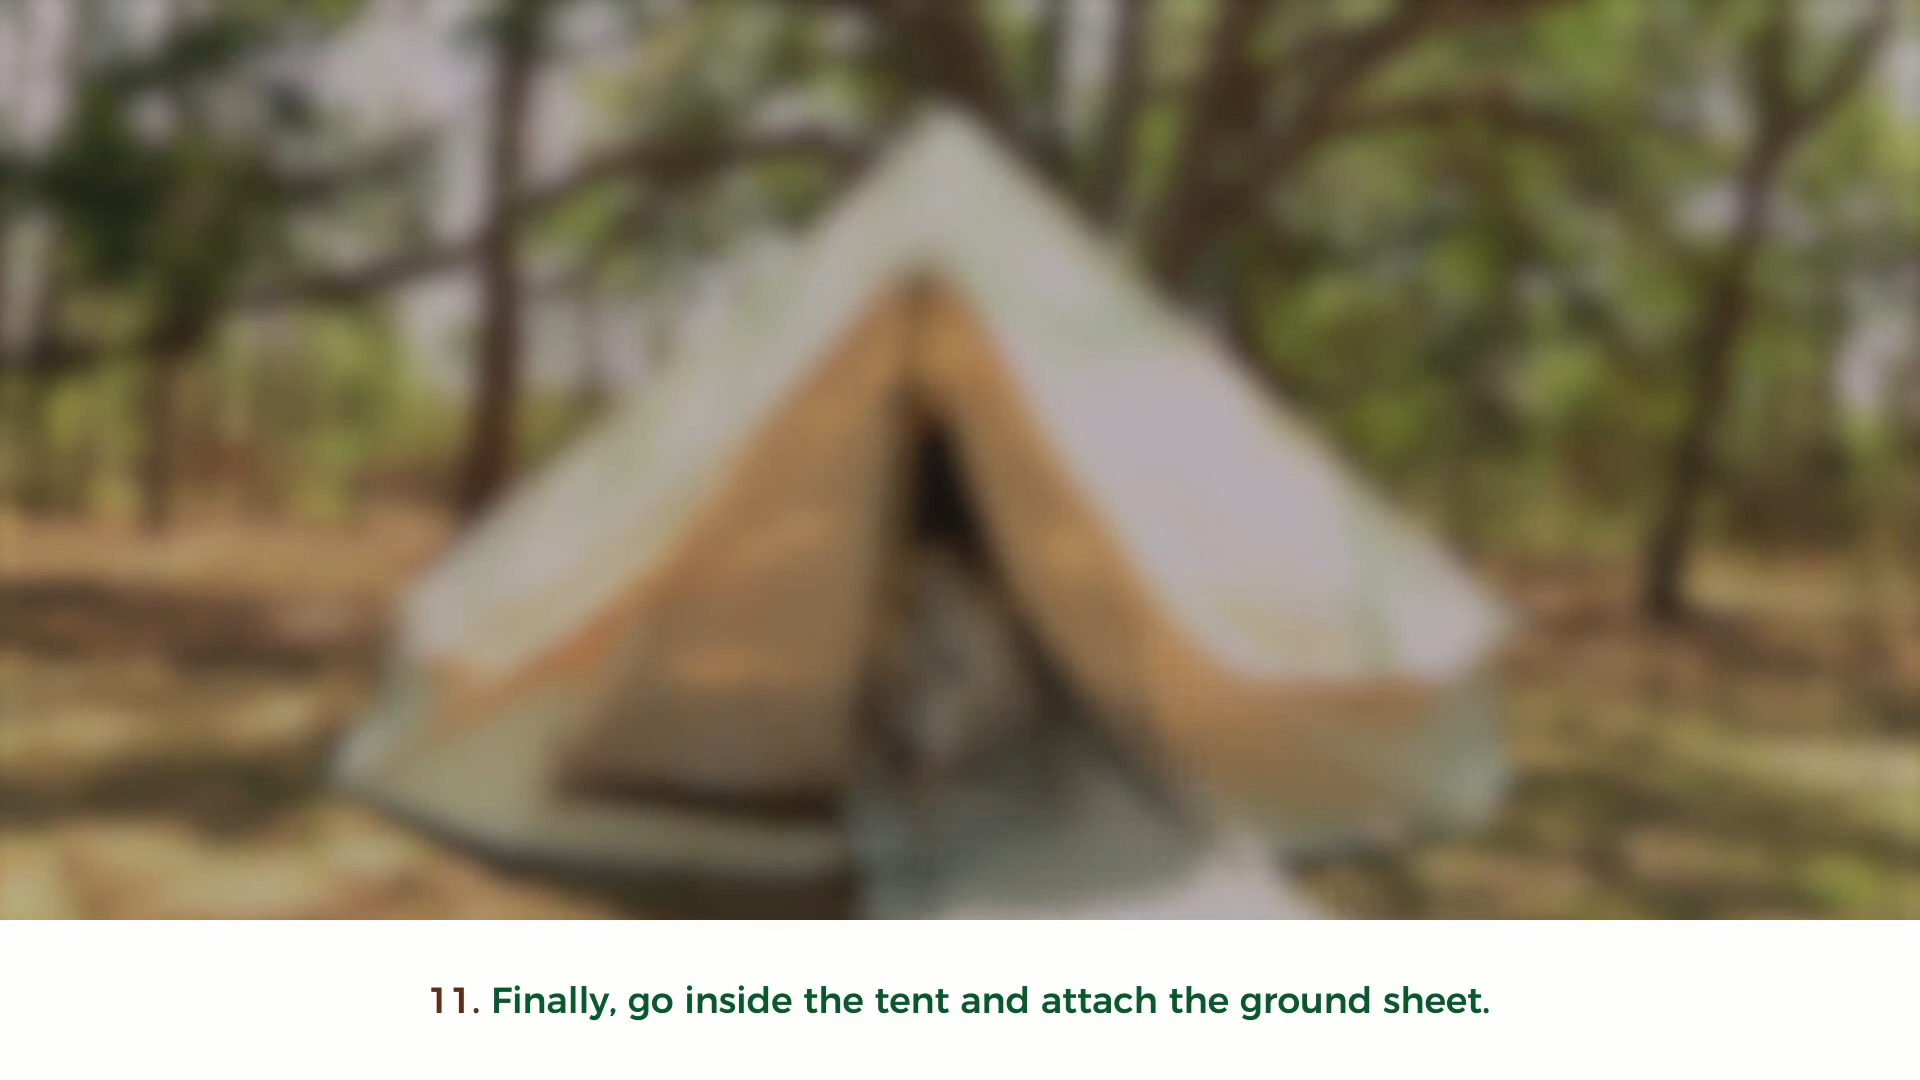 11. Finally, go inside the tent and attach the ground sheet.